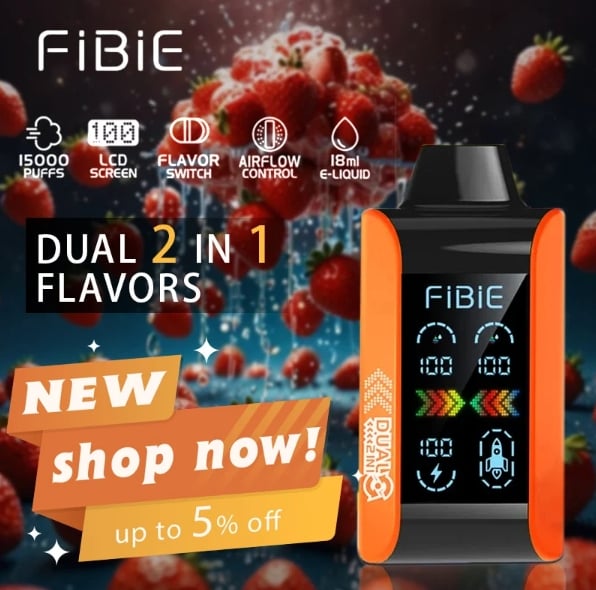 FiBiE
15000
PUFFS
100
LCD
SCREEN
FLAVOR
SWITCH
AIRFLOW
CONTROL
18ml
E-LIQUID
DUAL 2 IN 1
FLAVORS
NEW
shop now!
up to 5% off
FiBiE
100 100
100
DUAL
2IN1